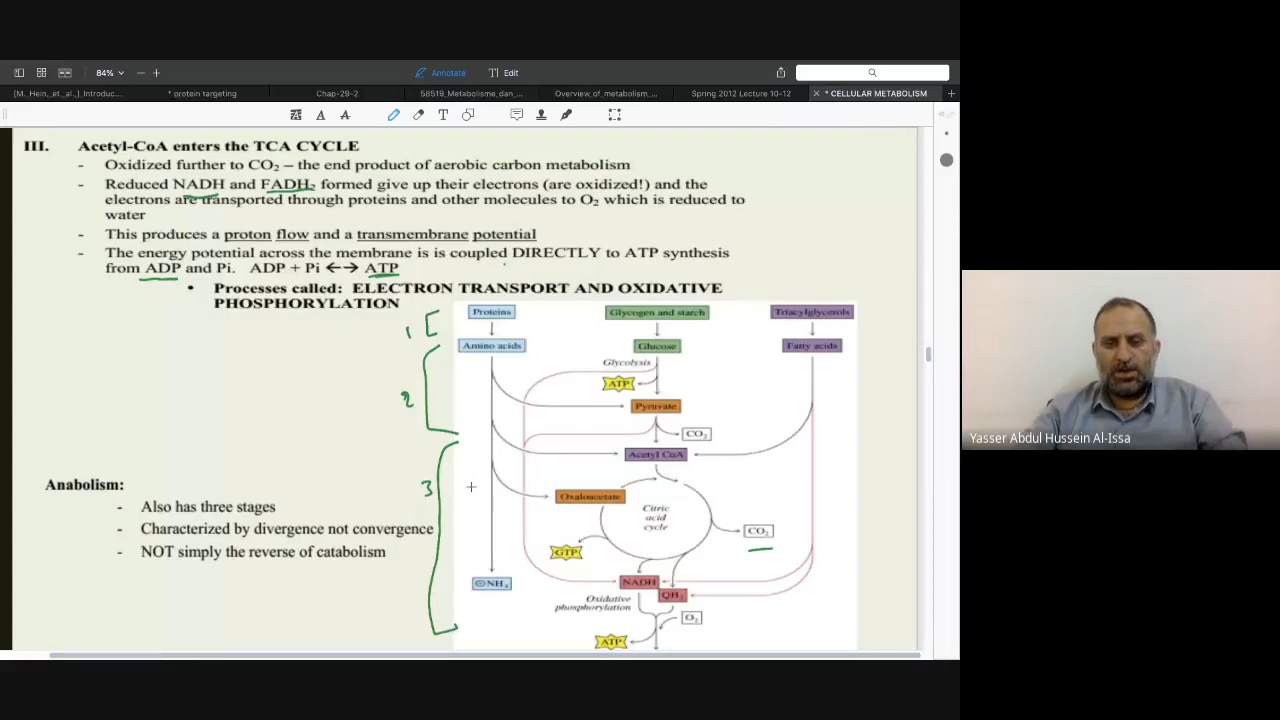 84%
Annotate
Edit
[M._Hein,_et._al.,]_Introduc...
* protein targeting
Chap-29-2
58519_Metabolisme_dan_...
Overview_of_metabolism_...
Spring 2012 Lecture 10-12
* CELLULAR METABOLISM
III. Acetyl-CoA enters the TCA CYCLE
- Oxidized further to CO2 – the end product of aerobic carbon metabolism
- Reduced NADH and FADH2 formed give up their electrons (are oxidized!) and the
electrons are transported through proteins and other molecules to O2 which is reduced to
water
- This produces a proton flow and a transmembrane potential
- The energy potential across the membrane is is coupled DIRECTLY to ATP synthesis
from ADP and Pi. ADP + Pi ←→ ATP
• Processes called: ELECTRON TRANSPORT AND OXIDATIVE
PHOSPHORYLATION
1
2
3
Proteins
Glycogen and starch
Triacylglycerols
Amino acids
Glucose
Fatty acids
Glycolysis
ATP
Pyruvate
CO2
Acetyl CoA
Oxaloacetate
Citric
acid
cycle
CO2
GTP
NADH
QH2
NH4
Oxidative
phosphorylation
O2
ATP
Anabolism:
- Also has three stages
- Characterized by divergence not convergence
- NOT simply the reverse of catabolism
Yasser Abdul Hussein Al-Issa